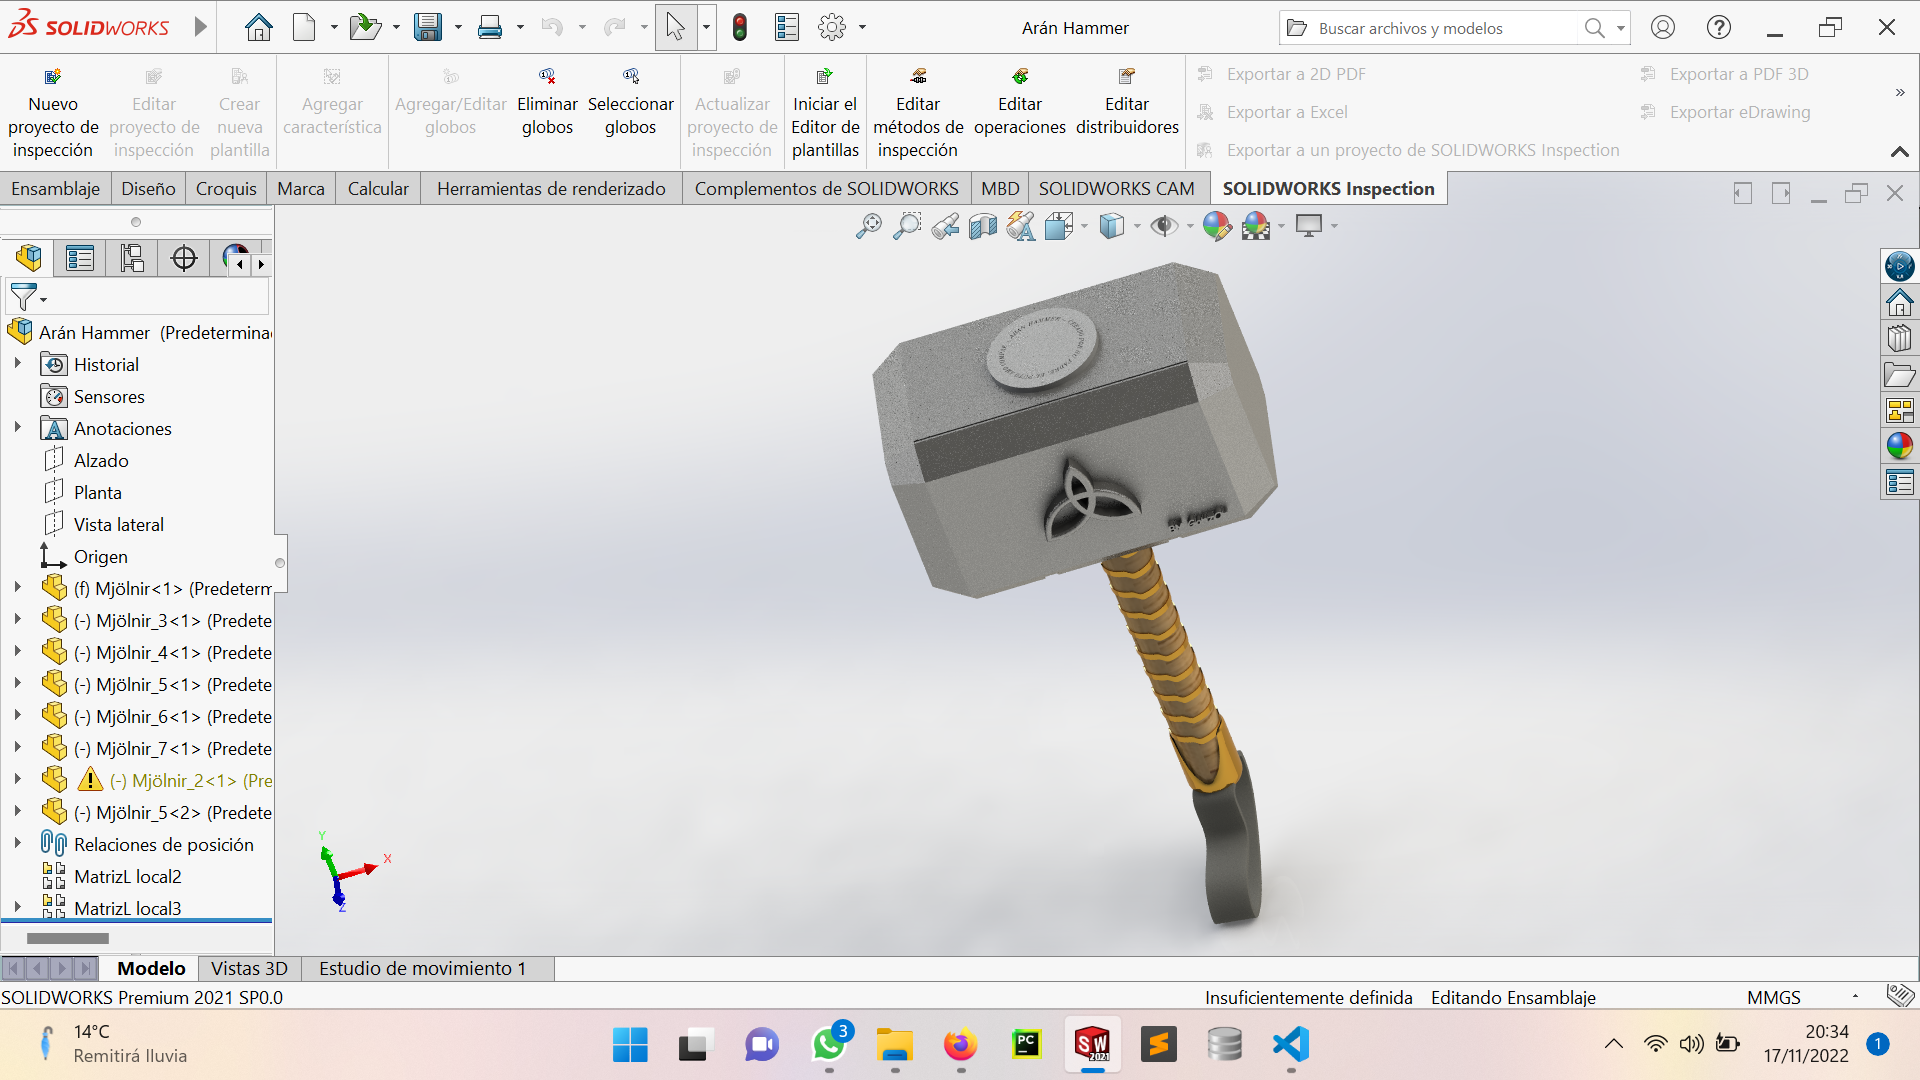 SOLIDWORKS
Arán Hammer
Buscar archivos y modelos
Nuevo proyecto de inspección
Editar proyecto de inspección
Crear nueva plantilla
Agregar característica
Agregar/Editar globos
Eliminar globos
Seleccionar globos
Actualizar proyecto de inspección
Iniciar el Editor de plantillas
Editar métodos de inspección
Editar operaciones
Editar distribuidores
Exportar a 2D PDF
Exportar a Excel
Exportar a un proyecto de SOLIDWORKS Inspection
Exportar a PDF 3D
Exportar eDrawing
Ensamblaje
Diseño
Croquis
Marca
Calcular
Herramientas de renderizado
Complementos de SOLIDWORKS
MBD
SOLIDWORKS CAM
SOLIDWORKS Inspection
Arán Hammer (Predetermina
Historial
Sensores
Anotaciones
Alzado
Planta
Vista lateral
Origen
(f) Mjölnir<1> (Predeterm
(-) Mjölnir_3<1> (Predete
(-) Mjölnir_4<1> (Predete
(-) Mjölnir_5<1> (Predete
(-) Mjölnir_6<1> (Predete
(-) Mjölnir_7<1> (Predete
(-) Mjölnir_2<1> (Pre
(-) Mjölnir_5<2> (Predete
Relaciones de posición
MatrizL local2
MatrizL local3
Y
X
Z
Modelo
Vistas 3D
Estudio de movimiento 1
SOLIDWORKS Premium 2021 SP0.0
Insuficientemente definida
Editando Ensamblaje
MMGS
14°C
Remitirá lluvia
3
PC
SW
2021
20:34
17/11/2022
1